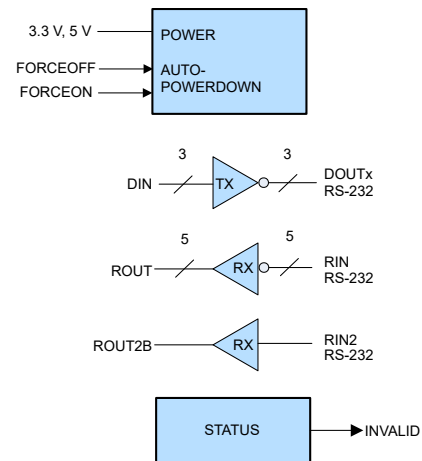 3.3 V, 5 V
POWER
FORCEOFF
AUTO-
POWERDOWN
FORCEON
3
3
DIN
TX
DOUTx
RS-232
5
5
ROUT
RX
RIN
RS-232
ROUT2B
RX
RIN2
RS-232
STATUS
INVALID